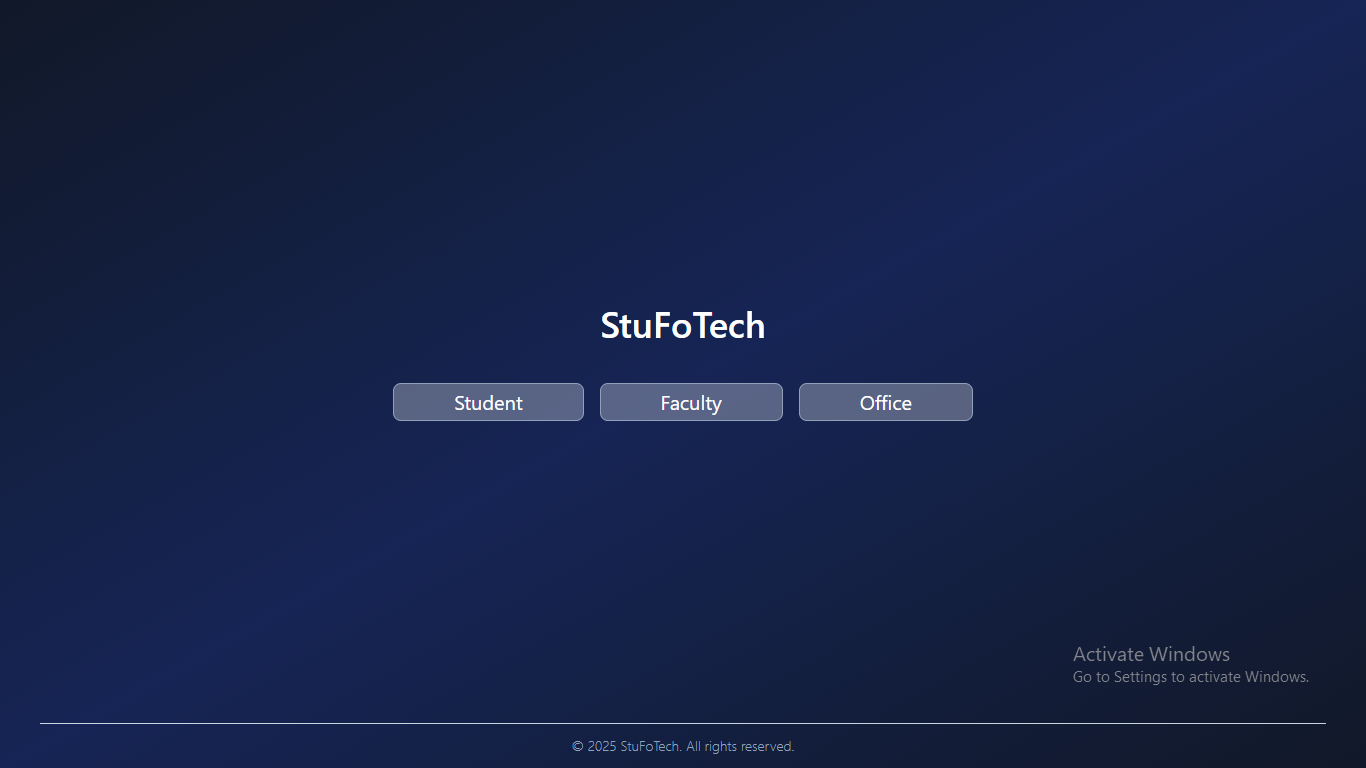 StuFoTech
Student
Faculty
Office
Activate Windows
Go to Settings to activate Windows.
© 2025 StuFoTech. All rights reserved.